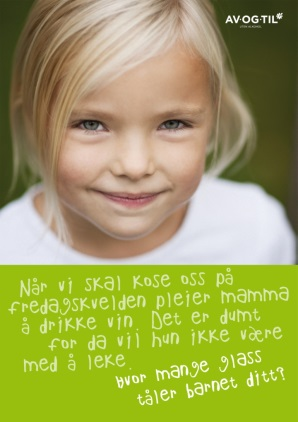 AV-OG-TIL
Når vi skal kose oss på
fredagskvelden pleier mamma
å drikke vin. Det er dumt
for da vil hun ikke være
med å leke.
Hvor mange glass
tåler barnet ditt?